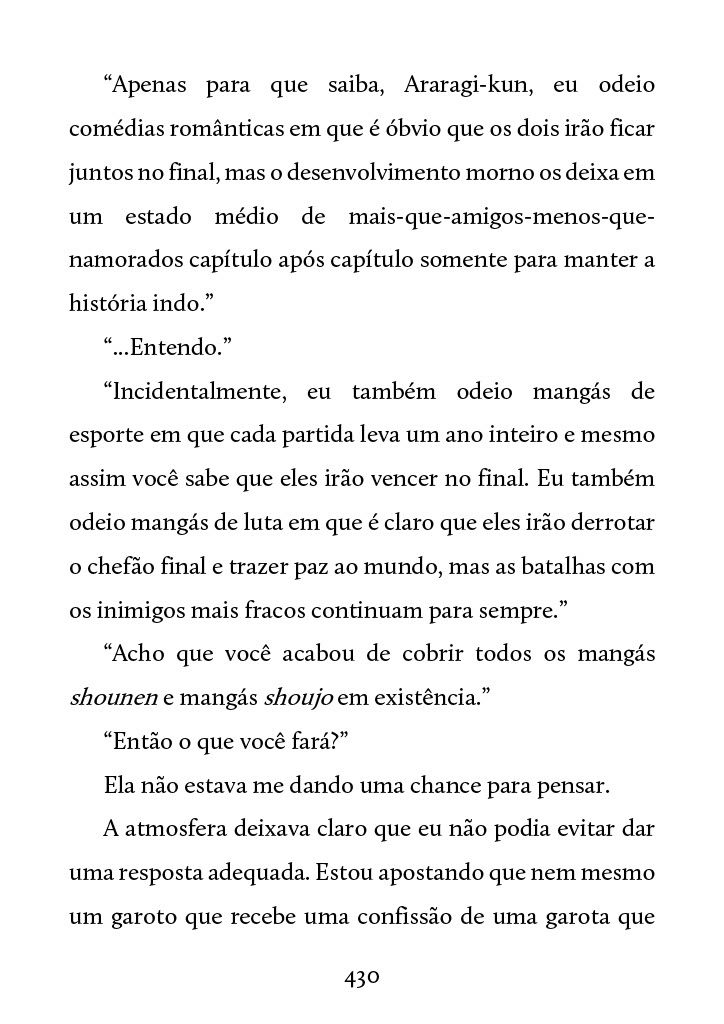 “Apenas para que saiba, Araragi-kun, eu odeio
comédias românticas em que é óbvio que os dois irão ficar
juntos no final, mas o desenvolvimento morno os deixa em
um estado médio de mais-que-amigos-menos-que-
namorados capítulo após capítulo somente para manter a
história indo.”
“...Entendo.”
“Incidentalmente, eu também odeio mangás de
esporte em que cada partida leva um ano inteiro e mesmo
assim você sabe que eles irão vencer no final. Eu também
odeio mangás de luta em que é claro que eles irão derrotar
o chefão final e trazer paz ao mundo, mas as batalhas com
os inimigos mais fracos continuam para sempre.”
“Acho que você acabou de cobrir todos os mangás
shounen e mangás shoujo em existência.”
“Então o que você fará?”
Ela não estava me dando uma chance para pensar.
A atmosfera deixava claro que eu não podia evitar dar
uma resposta adequada. Estou apostando que nem mesmo
um garoto que recebe uma confissão de uma garota que
430